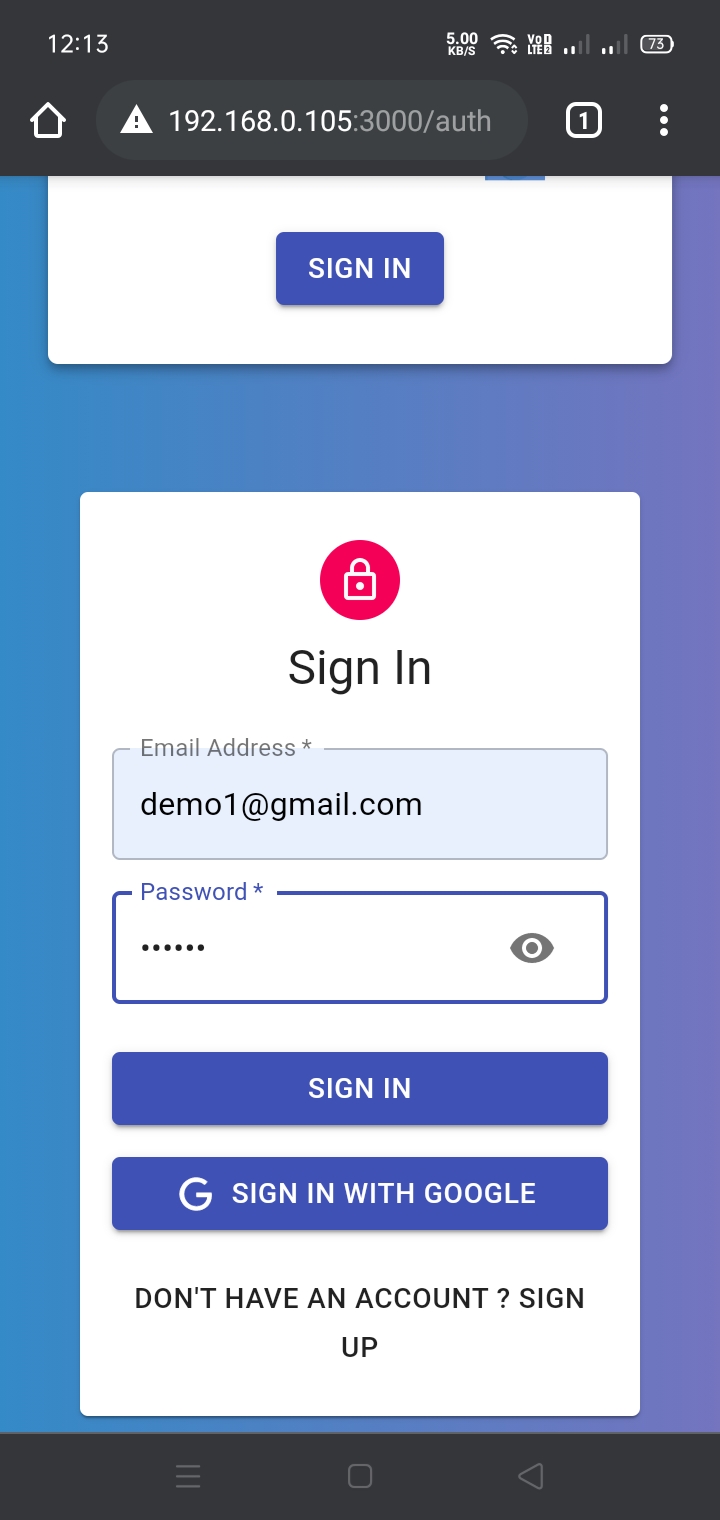 12:13
5.00
KB/S
VoD
LTE2
73
192.168.0.105:3000/auth
1
SIGN IN
Sign In
Email Address *
demo1@gmail.com
Password *
••••••
SIGN IN
G SIGN IN WITH GOOGLE
DON'T HAVE AN ACCOUNT ? SIGN
UP